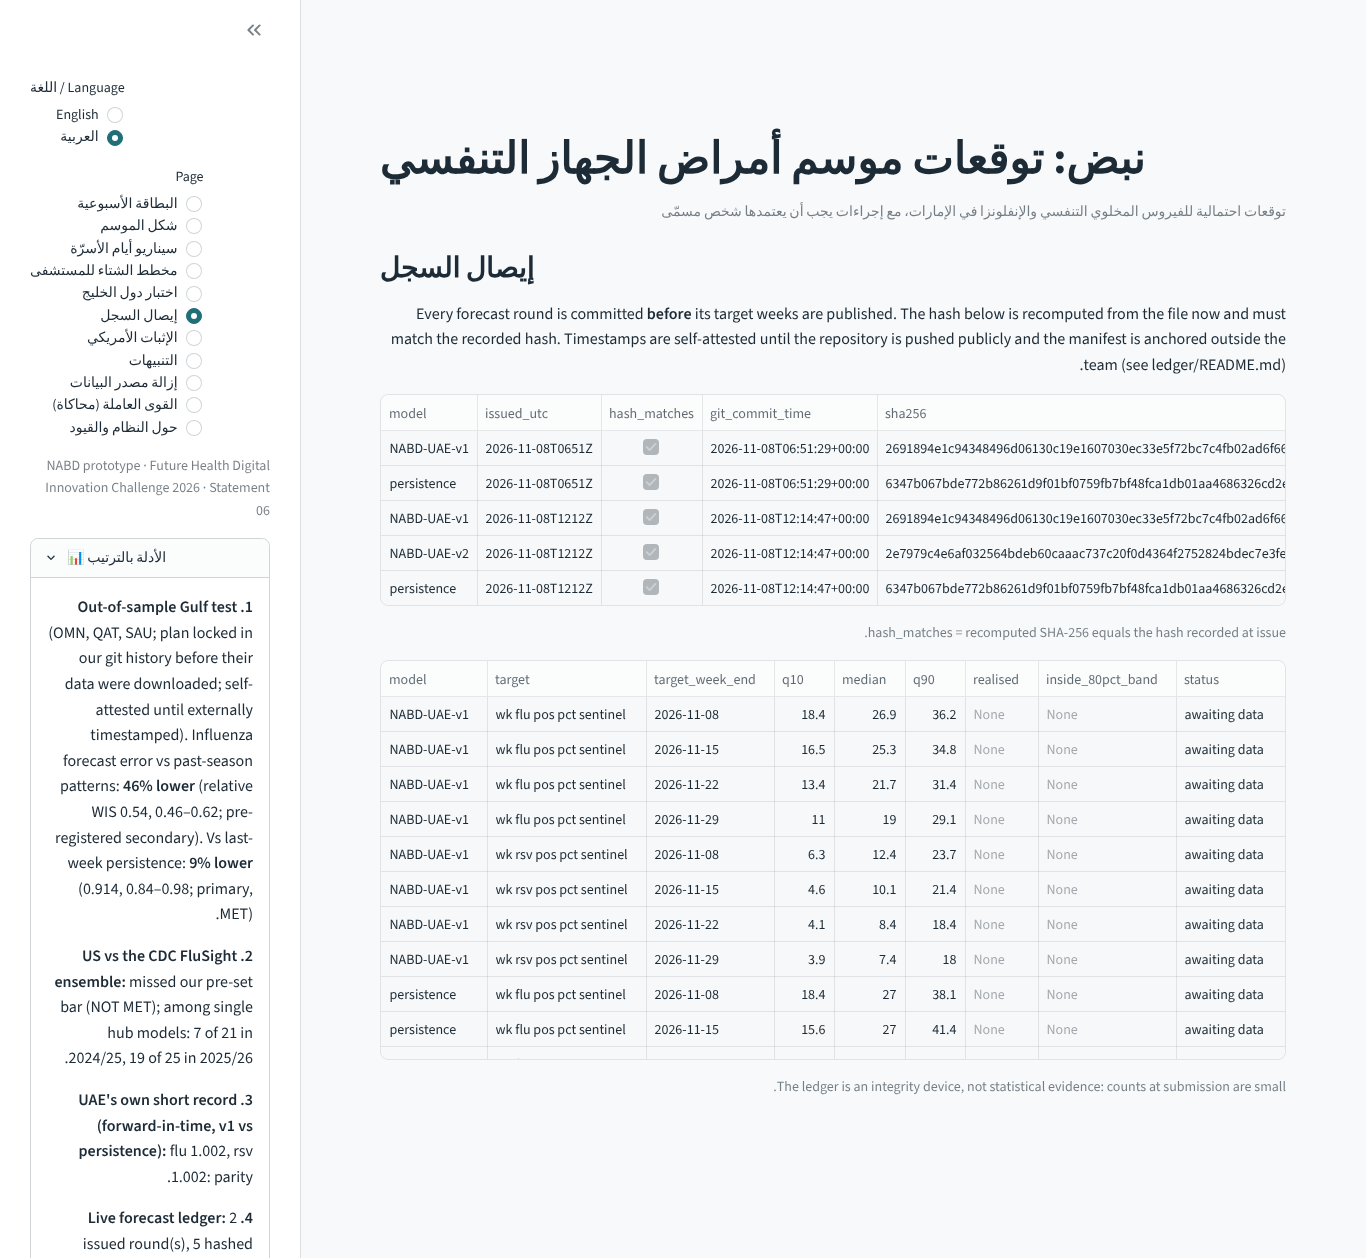 اللغة / Language
English
العربية
Page
البطاقة الأسبوعية
شكل الموسم
سيناريو أيام الأسرّة
مخطط الشتاء للمستشفى
اختبار دول الخليج
إيصال السجل
الإثبات الأمريكي
التنبيهات
إزالة مصدر البيانات
القوى العاملة (محاكاة)
حول النظام والقيود
NABD prototype · Future Health Digital
Innovation Challenge 2026 · Statement
06
📊 الأدلة بالترتيب
1. Out-of-sample Gulf test
(OMN, QAT, SAU; plan locked in
our git history before their
data were downloaded; self-
attested until externally
timestamped). Influenza
forecast error vs past-season
patterns: 46% lower (relative
WIS 0.54, 0.46–0.62; pre-
registered secondary). Vs last-
week persistence: 9% lower
(0.914, 0.84–0.98; primary,
MET).
2. US vs the CDC FluSight
ensemble: missed our pre-set
bar (NOT MET); among single
hub models: 7 of 21 in
2024/25, 19 of 25 in 2025/26.
3. UAE's own short record
(forward-in-time, v1 vs
persistence): flu 1.002, rsv
1.002: parity.
4. Live forecast ledger: 2
issued round(s), 5 hashed
نبض: توقعات موسم أمراض الجهاز التنفسي
توقعات احتمالية للفيروس المخلوي التنفسي والإنفلونزا في الإمارات، مع إجراءات يجب أن يعتمدها شخص مسمّى
إيصال السجل
Every forecast round is committed before its target weeks are published. The hash below is recomputed from the file now and must
match the recorded hash. Timestamps are self-attested until the repository is pushed publicly and the manifest is anchored outside the
team (see ledger/README.md).
model issued_utc hash_matches git_commit_time sha256
NABD-UAE-v1 2026-11-08T0651Z 2026-11-08T06:51:29+00:00 2691894e1c94348496d06130c19e1607030ec33e5f72bc7c4fb02ad6f66
persistence 2026-11-08T0651Z 2026-11-08T06:51:29+00:00 6347b067bde772b86261d9f01bf0759fb7bf48fca1db01aa4686326cd2e
NABD-UAE-v1 2026-11-08T1212Z 2026-11-08T12:14:47+00:00 2691894e1c94348496d06130c19e1607030ec33e5f72bc7c4fb02ad6f66
NABD-UAE-v2 2026-11-08T1212Z 2026-11-08T12:14:47+00:00 2e7979c4e6af032564bdeb60caaac737c20f0d4364f2752824bdec7e3fe
persistence 2026-11-08T1212Z 2026-11-08T12:14:47+00:00 6347b067bde772b86261d9f01bf0759fb7bf48fca1db01aa4686326cd2e
hash_matches = recomputed SHA-256 equals the hash recorded at issue.
model target target_week_end q10 median q90 realised inside_80pct_band status
NABD-UAE-v1 wk flu pos pct sentinel 2026-11-08 18.4 26.9 36.2 None None awaiting data
NABD-UAE-v1 wk flu pos pct sentinel 2026-11-15 16.5 25.3 34.8 None None awaiting data
NABD-UAE-v1 wk flu pos pct sentinel 2026-11-22 13.4 21.7 31.4 None None awaiting data
NABD-UAE-v1 wk flu pos pct sentinel 2026-11-29 11 19 29.1 None None awaiting data
NABD-UAE-v1 wk rsv pos pct sentinel 2026-11-08 6.3 12.4 23.7 None None awaiting data
NABD-UAE-v1 wk rsv pos pct sentinel 2026-11-15 4.6 10.1 21.4 None None awaiting data
NABD-UAE-v1 wk rsv pos pct sentinel 2026-11-22 4.1 8.4 18.4 None None awaiting data
NABD-UAE-v1 wk rsv pos pct sentinel 2026-11-29 3.9 7.4 18 None None awaiting data
persistence wk flu pos pct sentinel 2026-11-08 18.4 27 38.1 None None awaiting data
persistence wk flu pos pct sentinel 2026-11-15 15.6 27 41.4 None None awaiting data
The ledger is an integrity device, not statistical evidence: counts at submission are small.